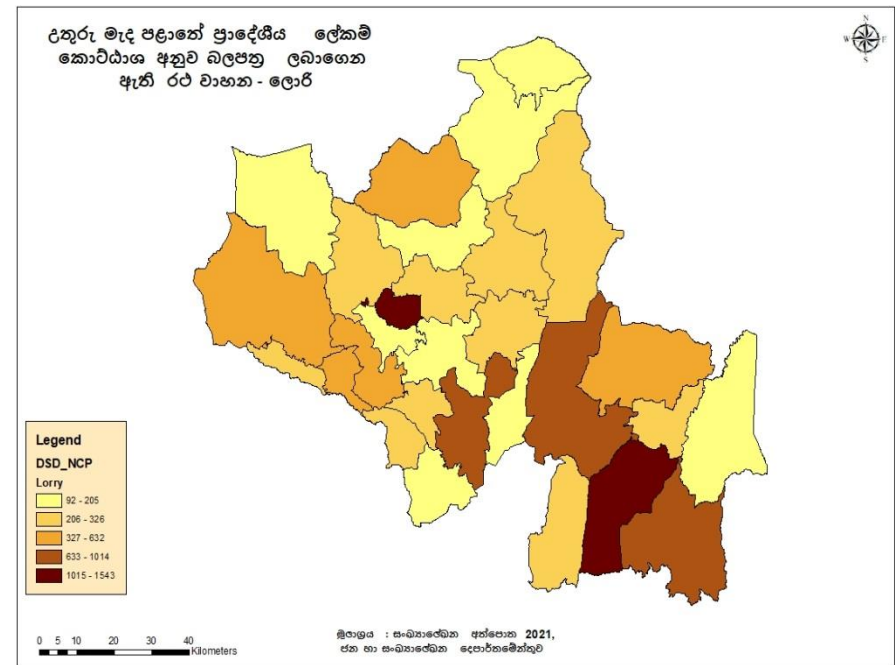 උතුරු මැද පළාතේ ප්‍රාදේශීය ලේකම්
කොට්ඨාශ අනුව බලපත්‍ර ලබාගෙන
ඇති රථ වාහන - ලොරි
N
W E
S
Legend
DSD_NCP
Lorry
92 - 205
206 - 326
327 - 632
633 - 1014
1015 - 1543
0 5 10 20 30 40
Kilometers
මූලාශ්‍රය : සංඛ්‍යාලේඛන අත්පොත 2021,
ජන හා සංඛ්‍යාලේඛන දෙපාර්තමේන්තුව